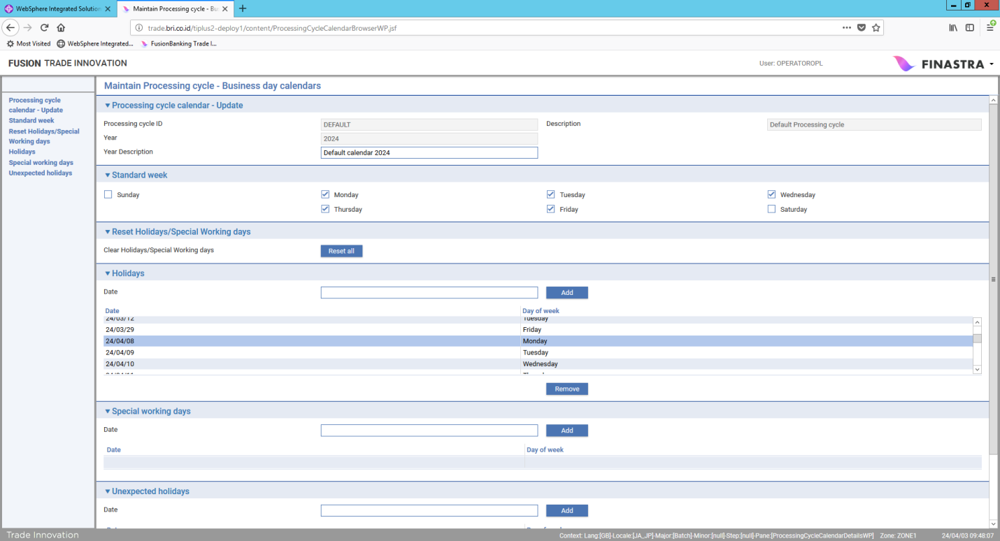 WebSphere Integrated Solution
Maintain Processing cycle - Bu
trade.bri.co.id/tiplus2-deploy1/content/ProcessingCycleCalendarBrowserWP.jsf
Most Visited WebSphere Integrated... FusionBanking Trade I...
FUSION TRADE INNOVATION
User: OPERATOROPL
FINASTRA
Processing cycle
calendar - Update
Standard week
Reset Holidays/Special
Working days
Holidays
Special working days
Unexpected holidays
Maintain Processing cycle - Business day calendars
Processing cycle calendar - Update
Processing cycle ID DEFAULT Description Default Processing cycle
Year 2024
Year Description Default calendar 2024
Standard week
Sunday Monday Tuesday Wednesday
Thursday Friday Saturday
Reset Holidays/Special Working days
Clear Holidays/Special Working days Reset all
Holidays
Date Add
Date Day of week
24/03/12 Tuesday
24/03/29 Friday
24/04/08 Monday
24/04/09 Tuesday
24/04/10 Wednesday
Remove
Special working days
Date Add
Date Day of week
Unexpected holidays
Date Add
Trade Innovation
Context: Lang:[GB]-Locale:[JA_JP]-Major:[Batch]-Minor:[null]-Step:[null]-Pane:[ProcessingCycleCalendarDetailsWP] Zone: ZONE1 24/04/03 09:48:07